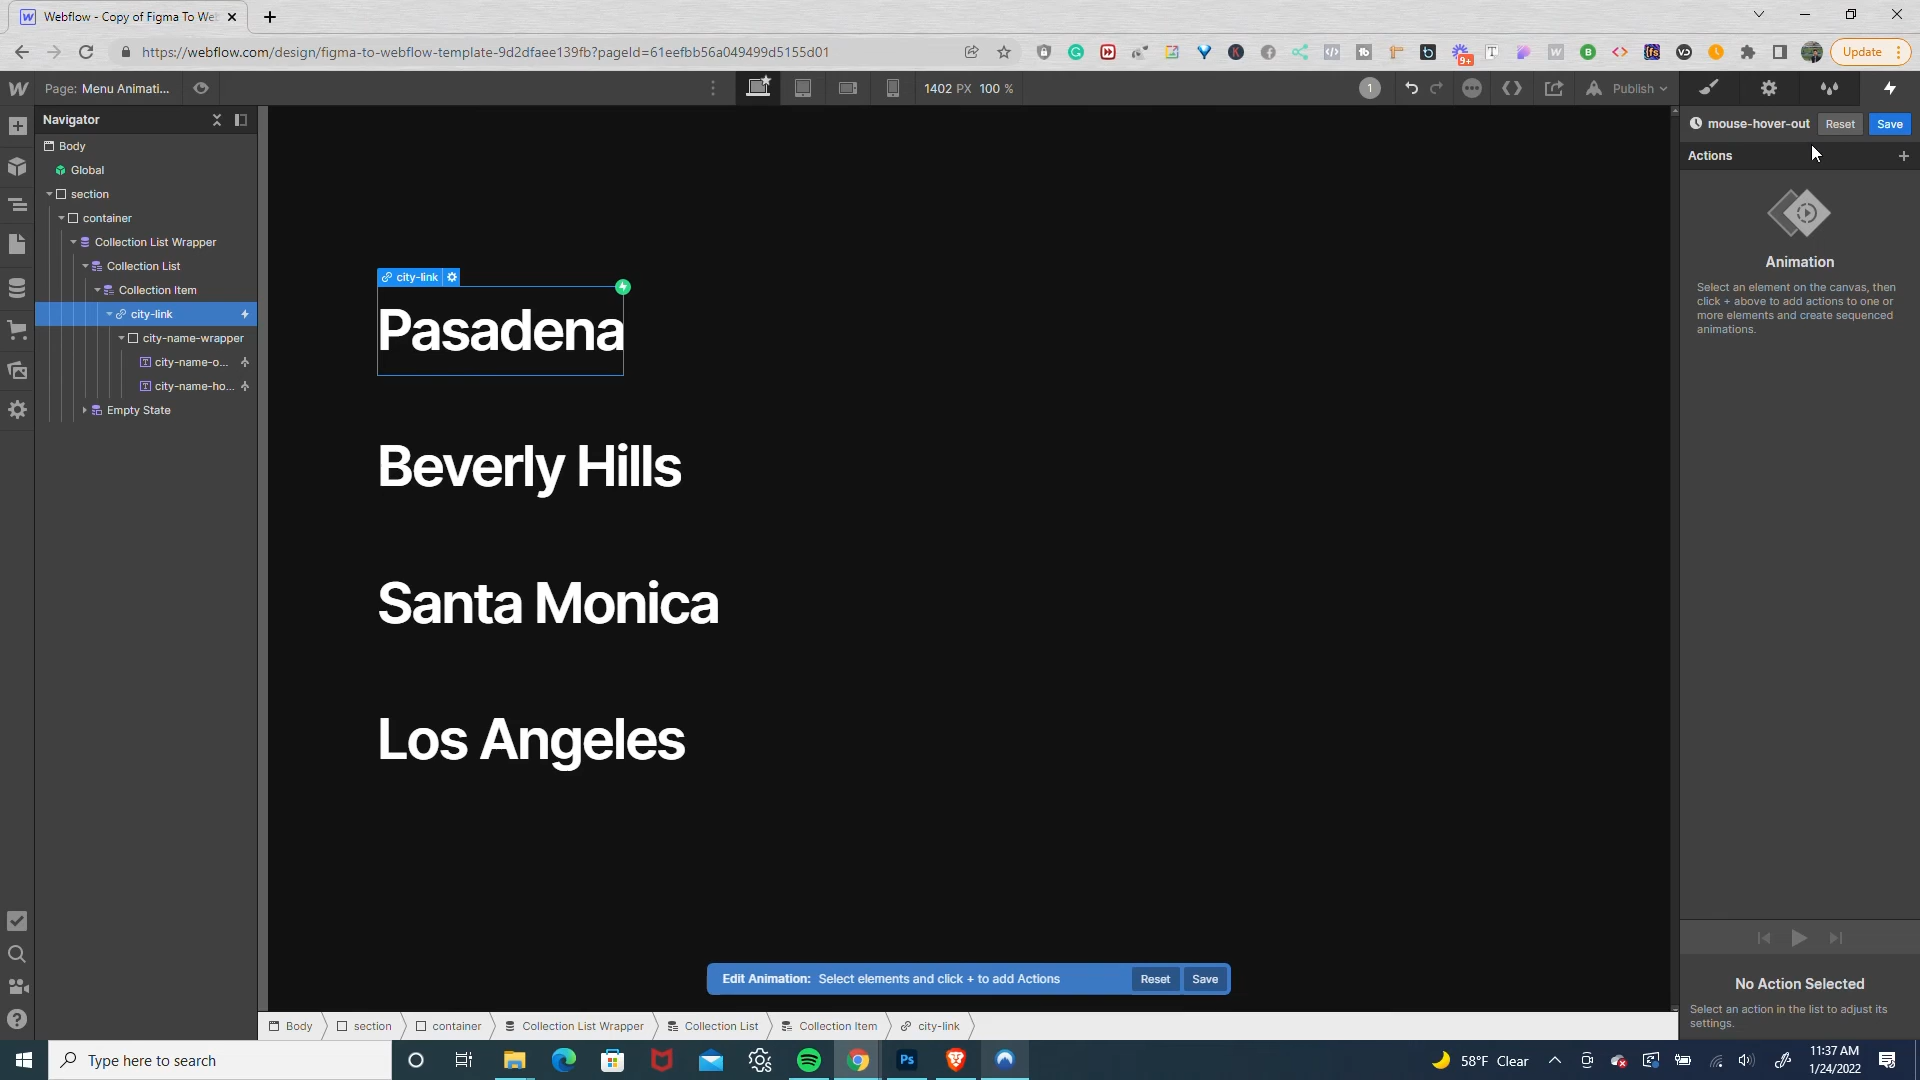 Webflow - Copy of Figma To We
https://webflow.com/design/figma-to-webflow-template-9d2dfaee139fb?pageId=61eefbb56a049499d5155d01
9+
Update
Page: Menu Animati...
1402 PX 100 %
1
Publish
Navigator
mouse-hover-out
Reset
Save
Body
Global
section
container
Collection List Wrapper
Collection List
Collection Item
city-link
city-name-wrapper
city-name-o...
city-name-ho...
Empty State
Actions
Animation
Select an element on the canvas, then
click + above to add actions to one or
more elements and create sequenced
animations.
city-link
Pasadena
Beverly Hills
Santa Monica
Los Angeles
Edit Animation: Select elements and click + to add Actions
Reset
Save
No Action Selected
Select an action in the list to adjust its
settings.
Body
section
container
Collection List Wrapper
Collection List
Collection Item
city-link
Type here to search
Ps
58°F Clear
11:37 AM
1/24/2022